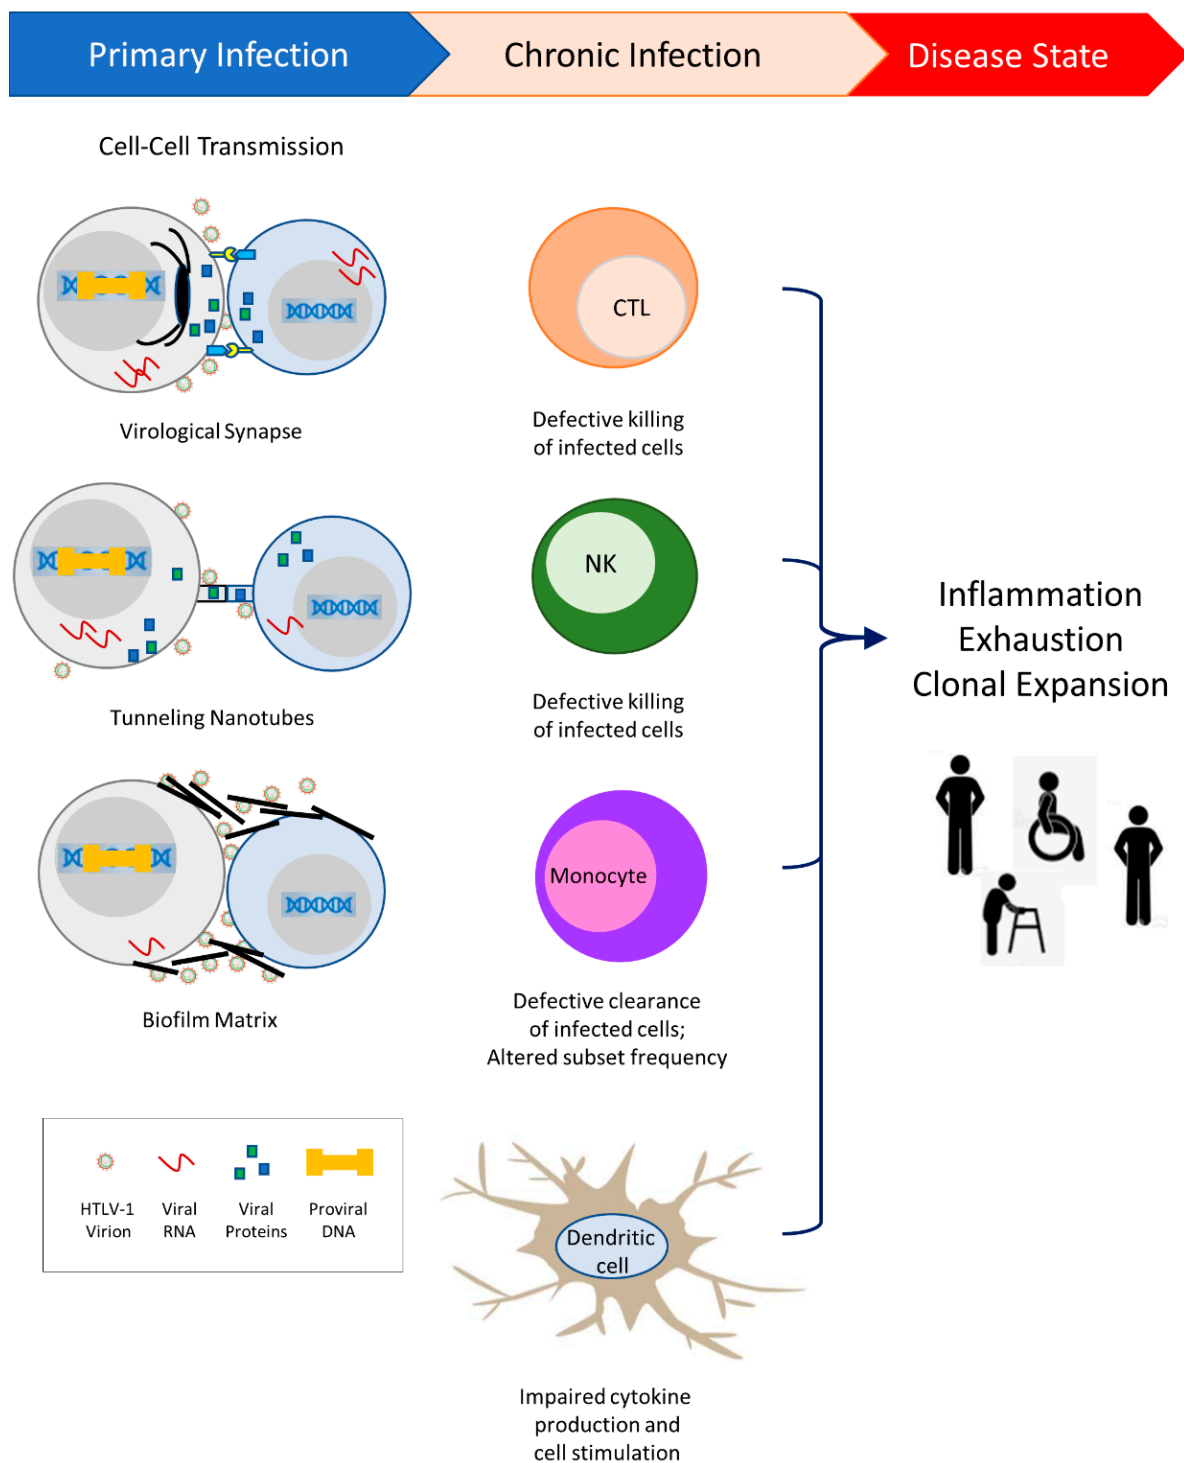 Primary Infection
Chronic Infection
Disease State
Cell-Cell Transmission
Virological Synapse
Tunneling Nanotubes
Biofilm Matrix
HTLV-1
Virion
Viral
RNA
Viral
Proteins
Proviral
DNA
CTL
Defective killing
of infected cells
NK
Defective killing
of infected cells
Monocyte
Defective clearance
of infected cells;
Altered subset frequency
Dendritic
cell
Impaired cytokine
production and
cell stimulation
Inflammation
Exhaustion
Clonal Expansion